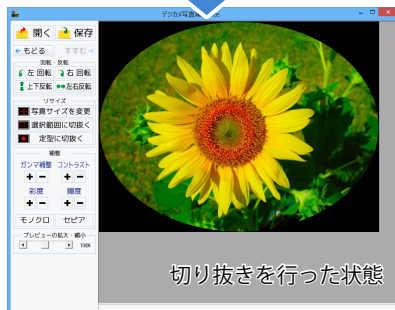 デジカメ写真
開く 保存
←もどる すすむ→
回転・反転
左回転 右回転
上下反転 左右反転
リサイズ
写真サイズを変更
選択範囲に切抜く
定型に切抜く
補整
ガンマ補整 コントラスト
+ - + -
彩度 輝度
+ - + -
モノクロ セピア
プレビューの拡大・縮小
100%
切り抜きを行った状態